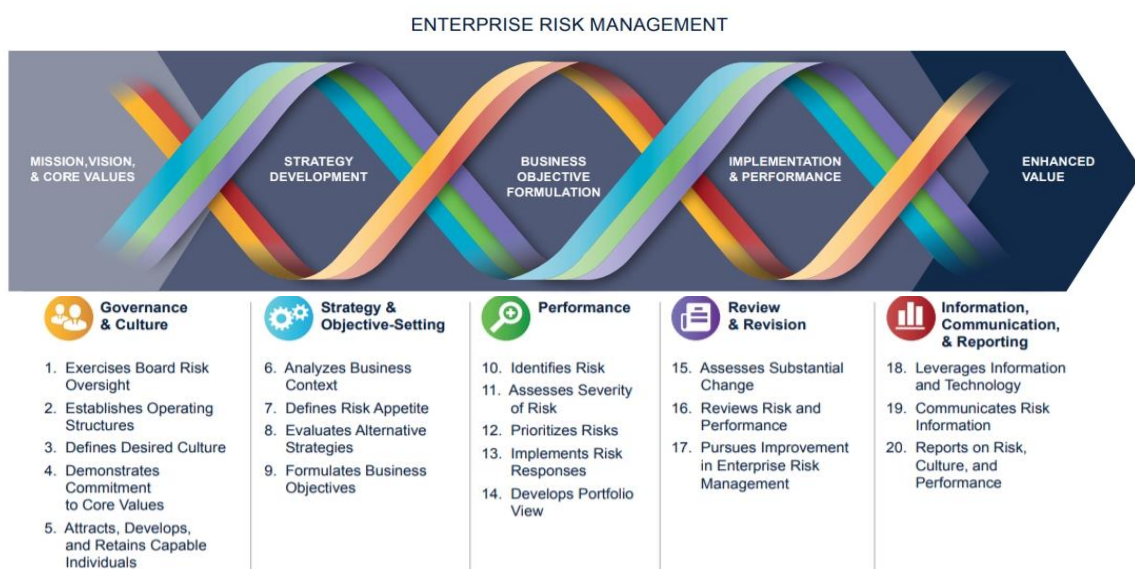 ENTERPRISE RISK MANAGEMENT
MISSION,VISION,
& CORE VALUES
STRATEGY
DEVELOPMENT
BUSINESS
OBJECTIVE
FORMULATION
IMPLEMENTATION
& PERFORMANCE
ENHANCED
VALUE
Governance
& Culture
1. Exercises Board Risk
Oversight
2. Establishes Operating
Structures
3. Defines Desired Culture
4. Demonstrates
Commitment
to Core Values
5. Attracts, Develops,
and Retains Capable
Individuals
Strategy &
Objective-Setting
6. Analyzes Business
Context
7. Defines Risk Appetite
8. Evaluates Alternative
Strategies
9. Formulates Business
Objectives
Performance
10. Identifies Risk
11. Assesses Severity
of Risk
12. Prioritizes Risks
13. Implements Risk
Responses
14. Develops Portfolio
View
Review
& Revision
15. Assesses Substantial
Change
16. Reviews Risk and
Performance
17. Pursues Improvement
in Enterprise Risk
Management
Information,
Communication,
& Reporting
18. Leverages Information
and Technology
19. Communicates Risk
Information
20. Reports on Risk,
Culture, and
Performance